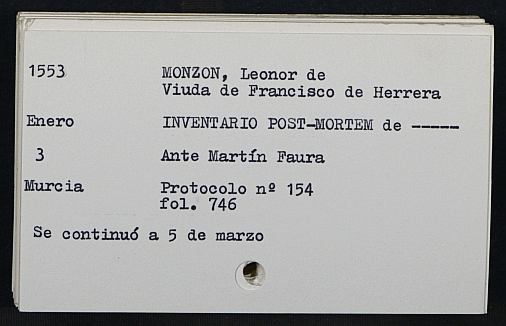 1553 MONZON, Leonor de
Viuda de Francisco de Herrera
Enero INVENTARIO POST-MORTEM de -----
3 Ante Martín Faura
Murcia Protocolo nº 154
fol. 746
Se continuó a 5 de marzo